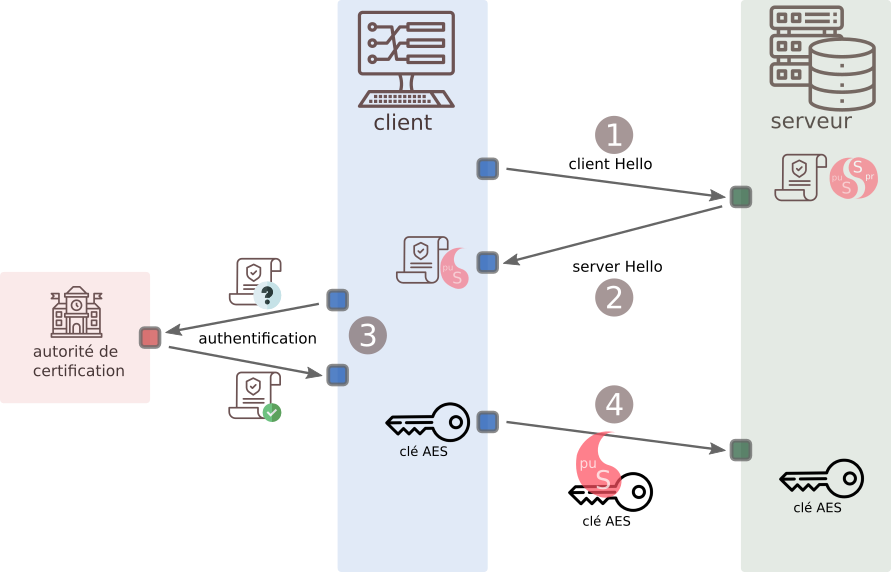 client
serveur
1
client Hello
pu
S
S
pr
server Hello
2
pu
S
?
authentification
3
autorité de
certification
4
pu
S
clé AES
clé AES
clé AES